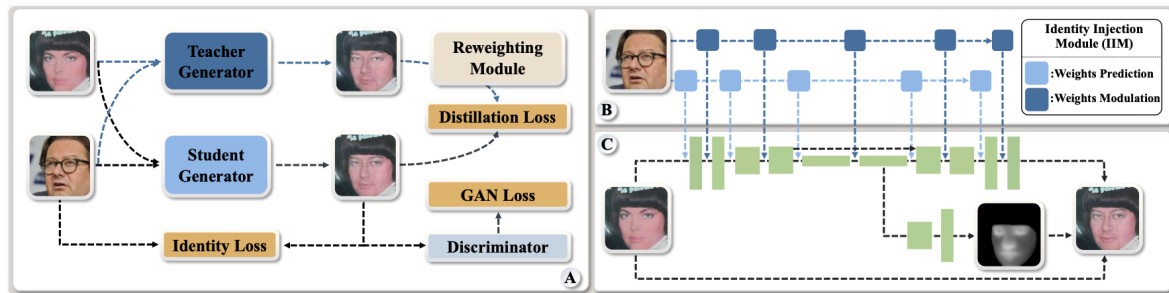 Teacher
Generator
Reweighting
Module
Distillation Loss
Student
Generator
GAN Loss
Identity Loss
Discriminator
A
B
Identity Injection
Module (IIM)
:Weights Prediction
:Weights Modulation
C